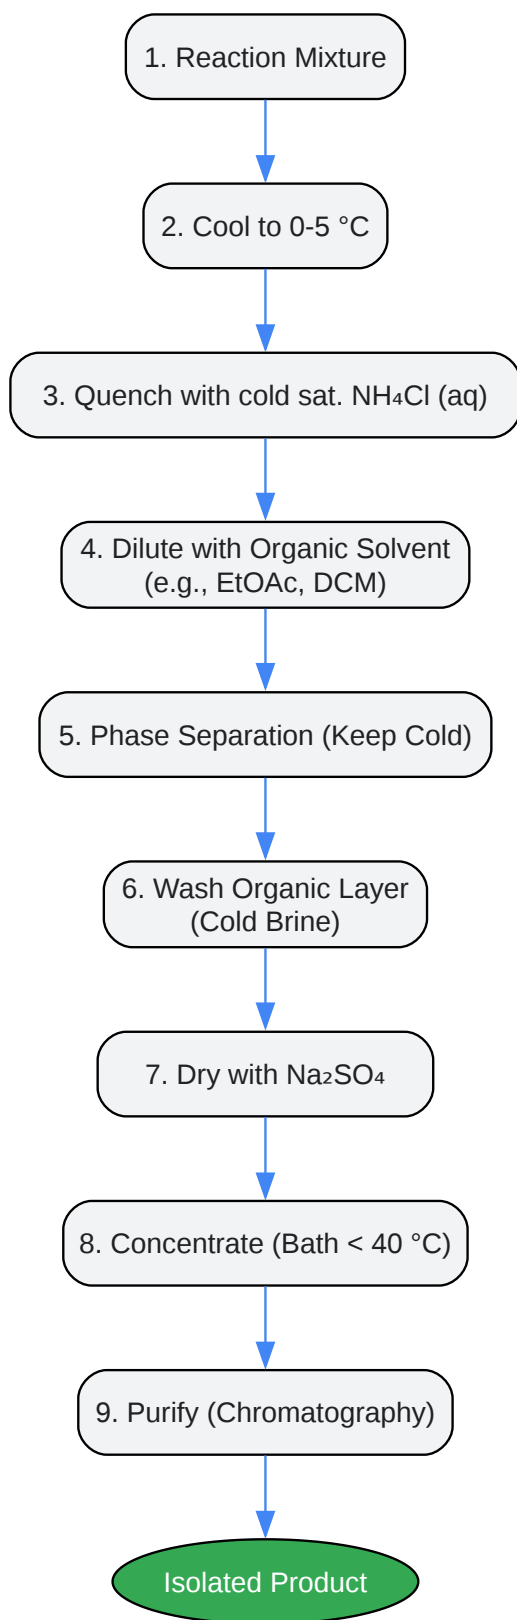 1. Reaction Mixture
2. Cool to 0-5 °C
3. Quench with cold sat. NH₄Cl (aq)
4. Dilute with Organic Solvent
(e.g., EtOAc, DCM)
5. Phase Separation (Keep Cold)
6. Wash Organic Layer
(Cold Brine)
7. Dry with Na₂SO₄
8. Concentrate (Bath < 40 °C)
9. Purify (Chromatography)
Isolated Product